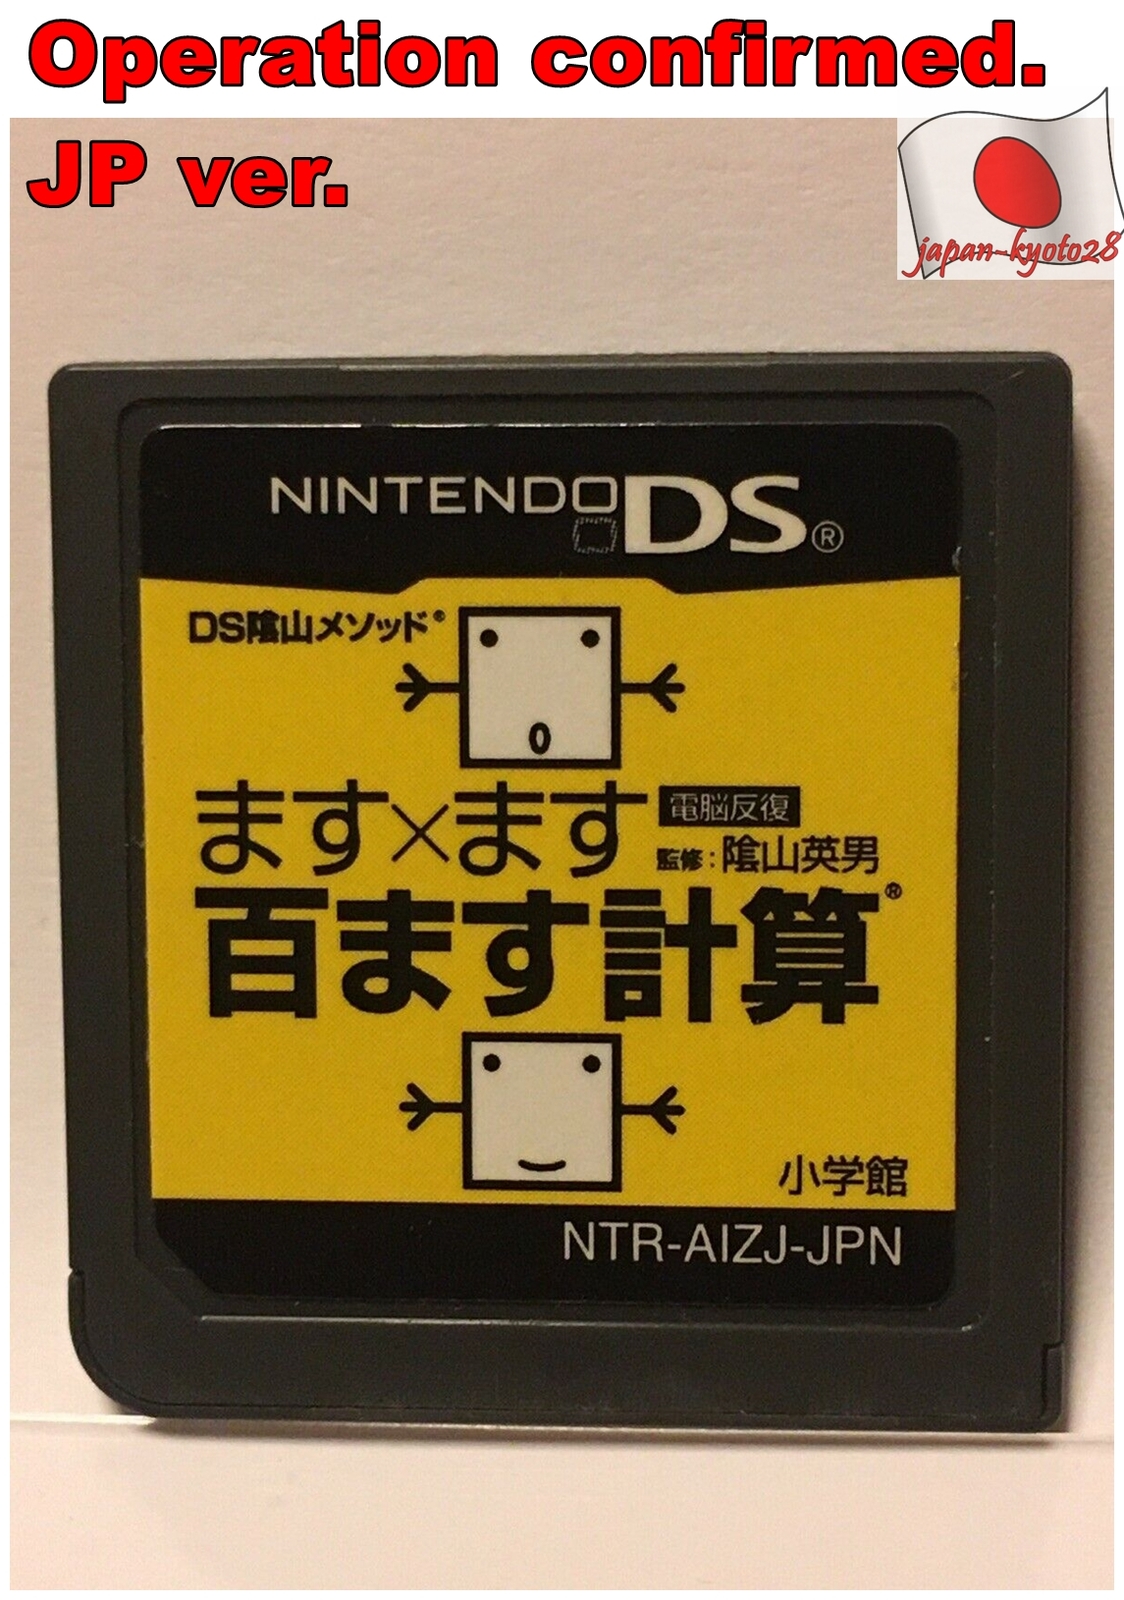 Operation confirmed.
JP ver.
japan-kyoto28
NINTENDO DS®
DS陰山メソッド®
ます×ます 電脳反復
監修:陰山英男
百ます計算®
小学館
NTR-AIZJ-JPN